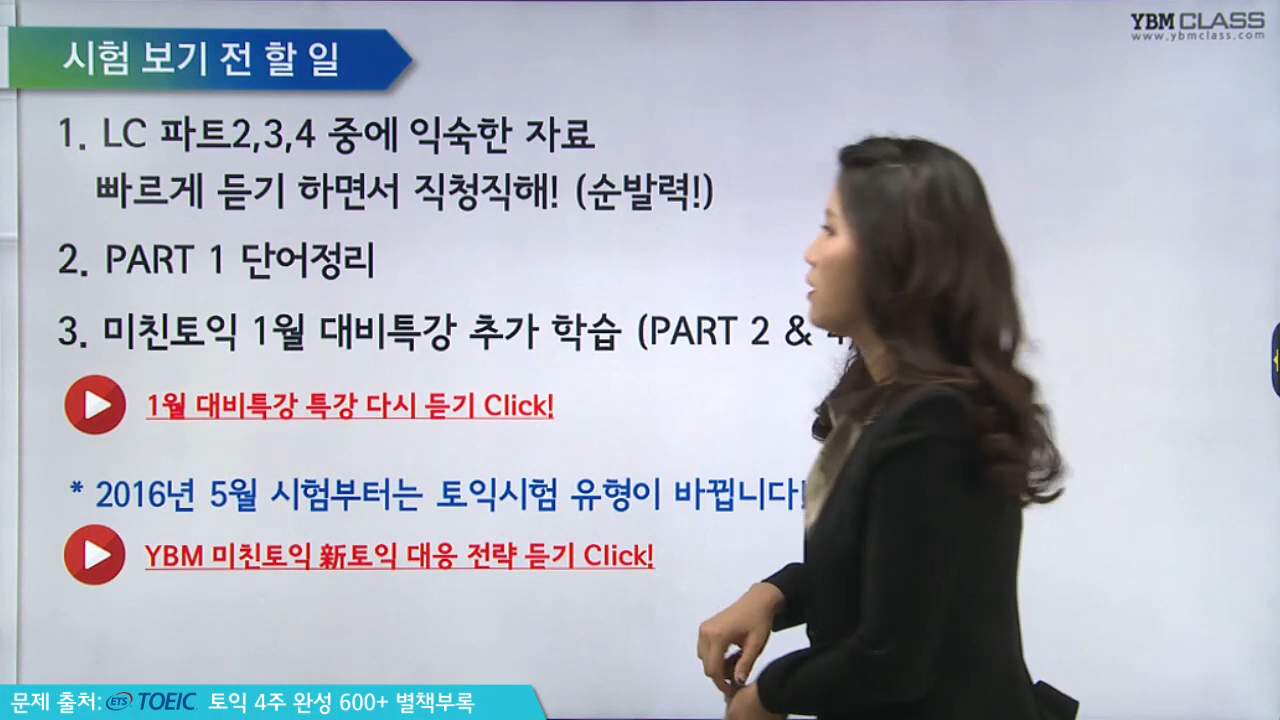 YBM CLASS
www.ybmclass.com
시험 보기 전 할 일
1. LC 파트2,3,4 중에 익숙한 자료
빠르게 듣기 하면서 직청직해! (순발력!)
2. PART 1 단어정리
3. 미친토익 1월 대비특강 추가 학습 (PART 2 &
1월 대비특강 특강 다시 듣기 Click!
* 2016년 5월 시험부터는 토익시험 유형이 바뀝니다!
YBM 미친토익 新토익 대응 전략 듣기 Click!
문제 출처: ETS TOEIC 토익 4주 완성 600+ 별책부록